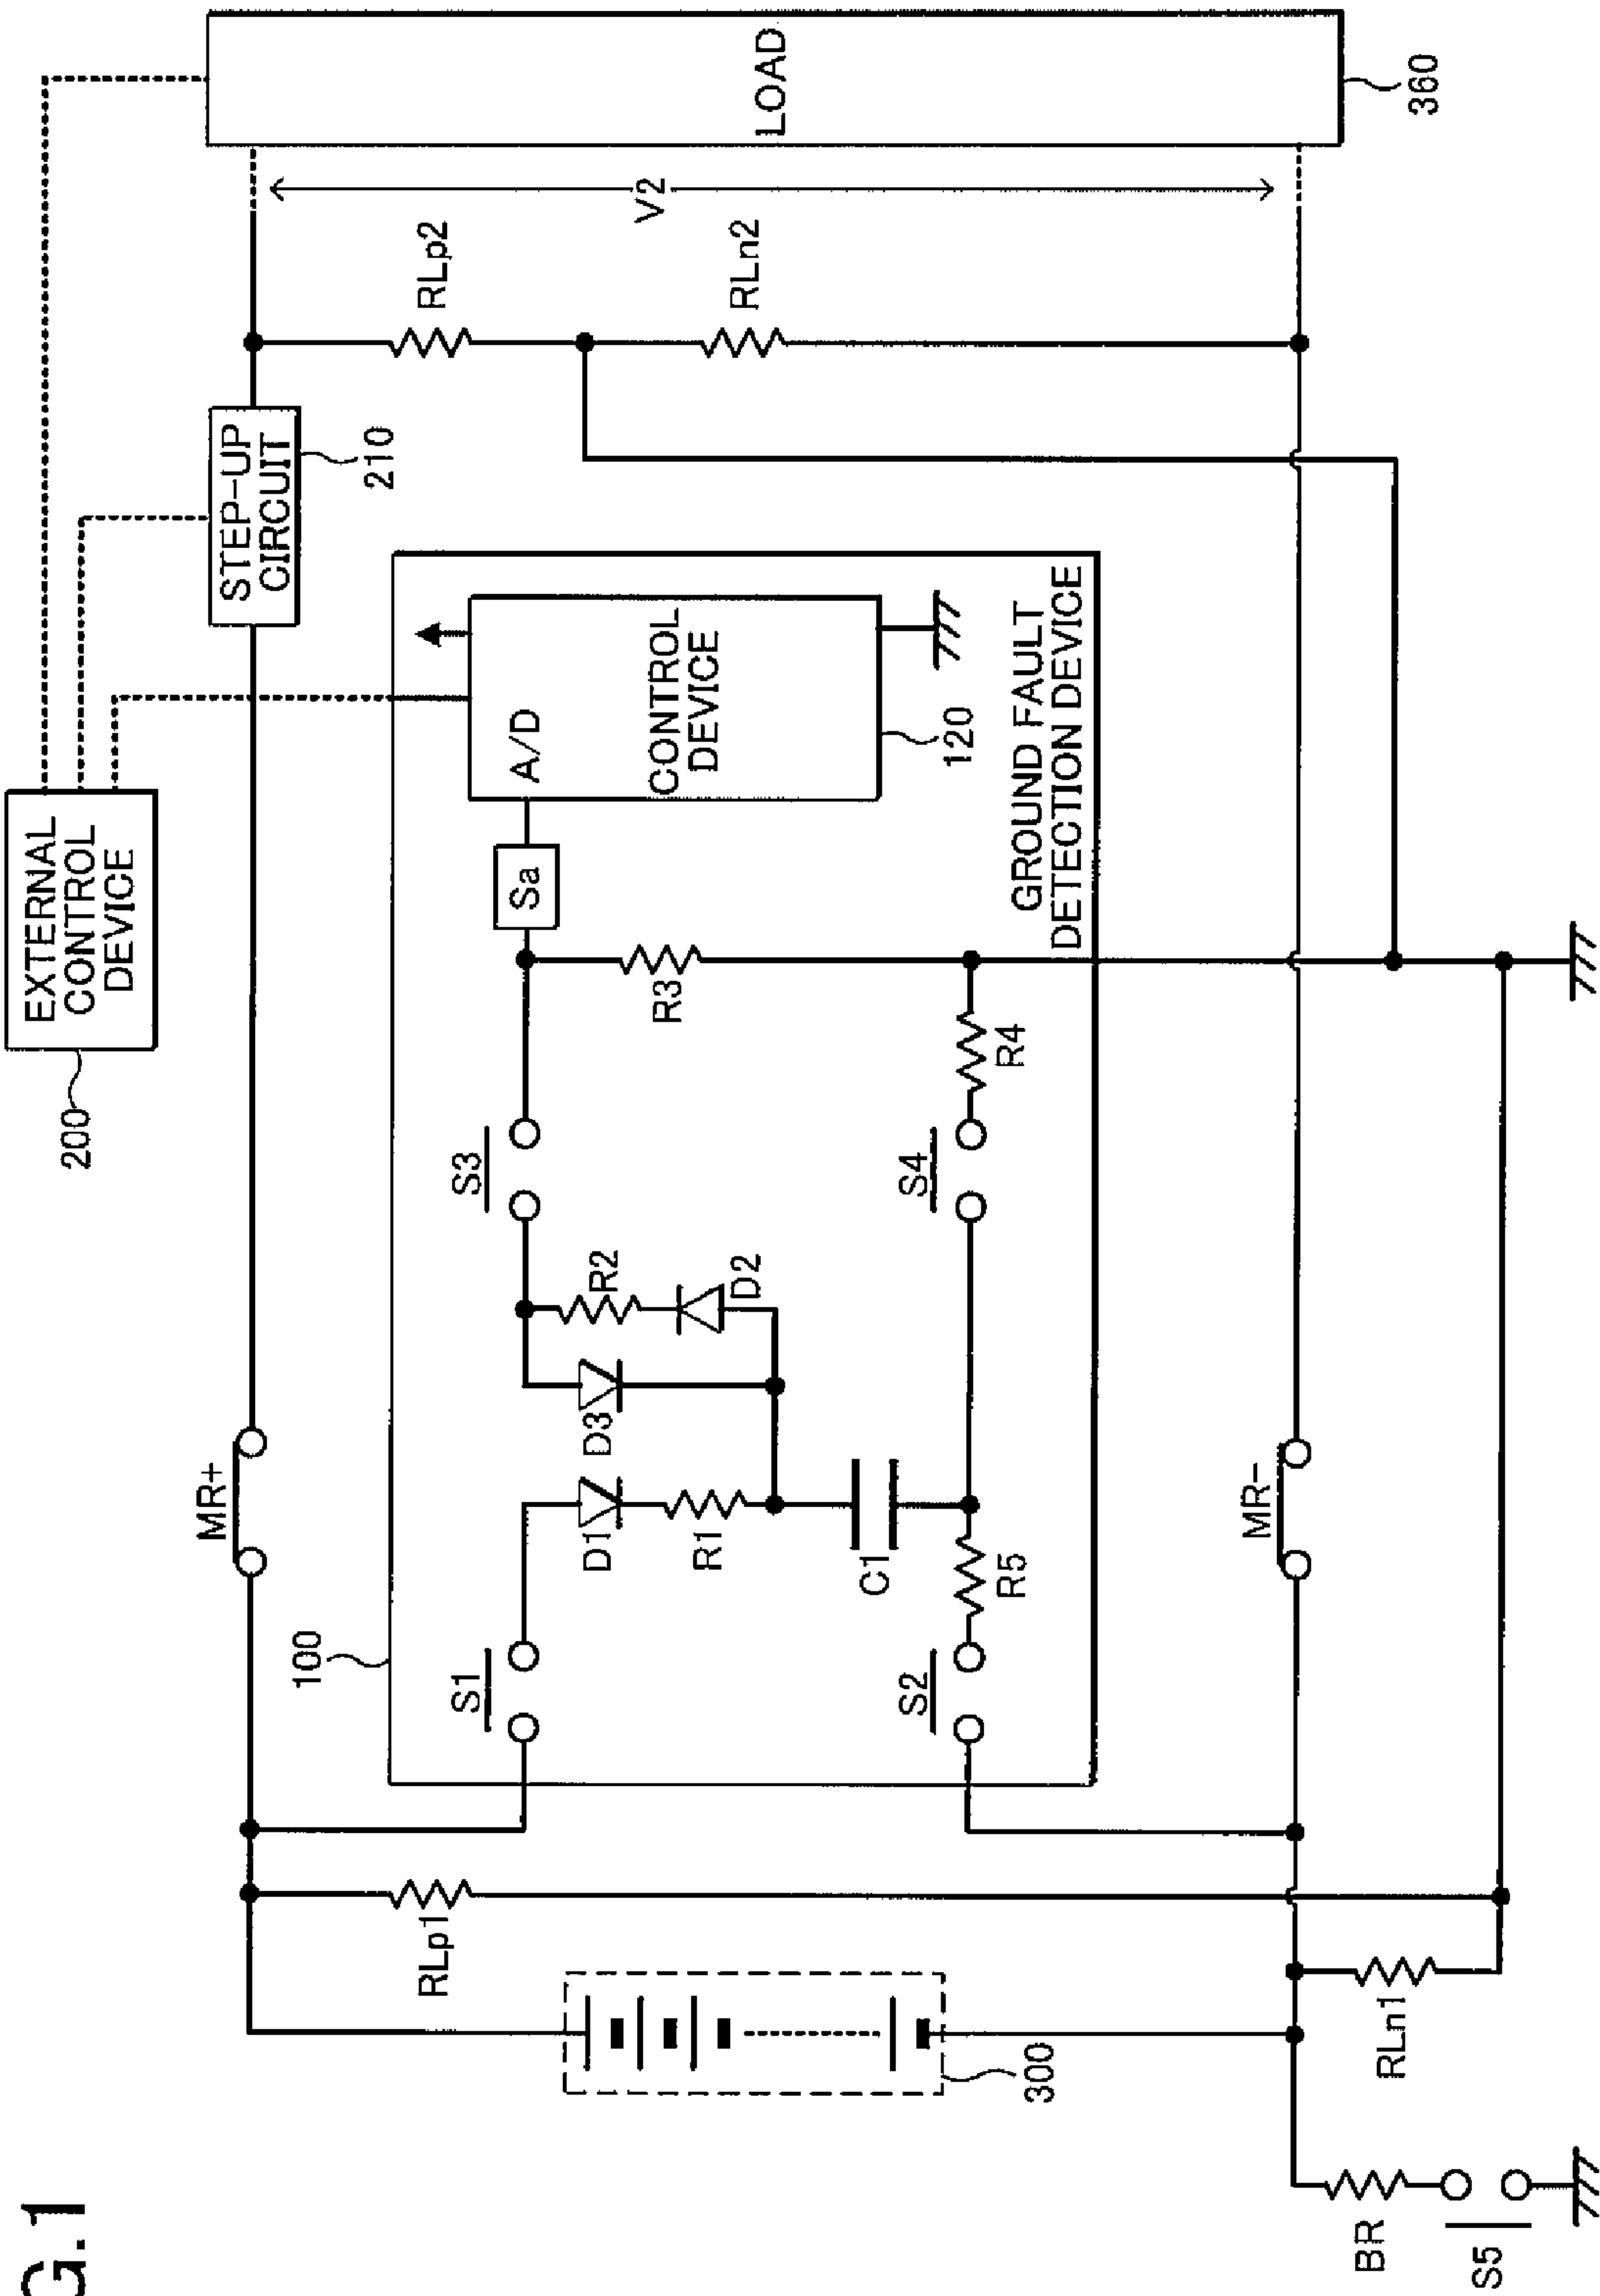 G.1
EXTERNAL
CONTROL
DEVICE
200
STEP-UP
CIRCUIT
210
LOAD
360
V2
RLp2
RLn2
MR+
100
S1
S3
D1
D3
R1
R2
D2
C1
R3
Sa
A/D
CONTROL
DEVICE
120
S2
R5
S4
R4
GROUND FAULT
DETECTION DEVICE
MR-
RLp1
300
RLn1
BR
S5